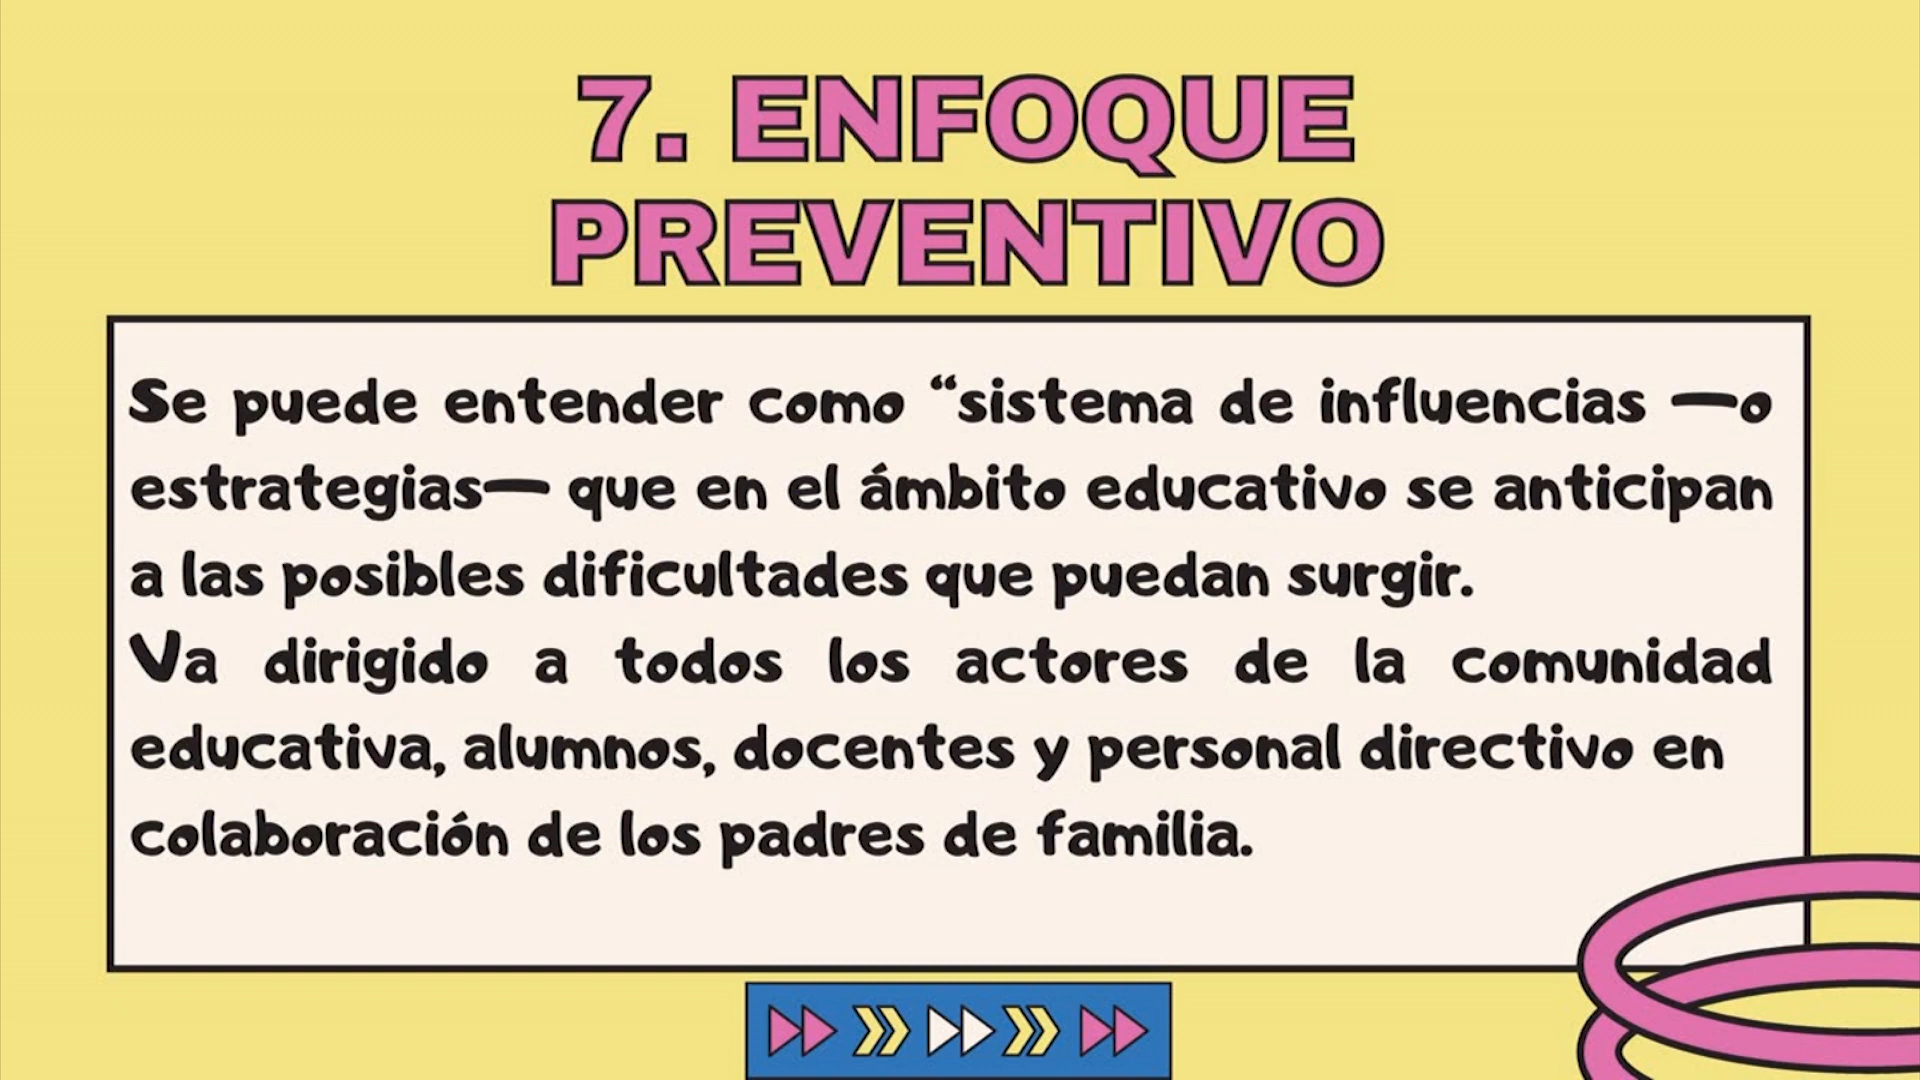 7. ENFOQUE
PREVENTIVO
Se puede entender como “sistema de influencias —o
estrategias— que en el ámbito educativo se anticipan
a las posibles dificultades que puedan surgir.
Va dirigido a todos los actores de la comunidad
educativa, alumnos, docentes y personal directivo en
colaboración de los padres de familia.